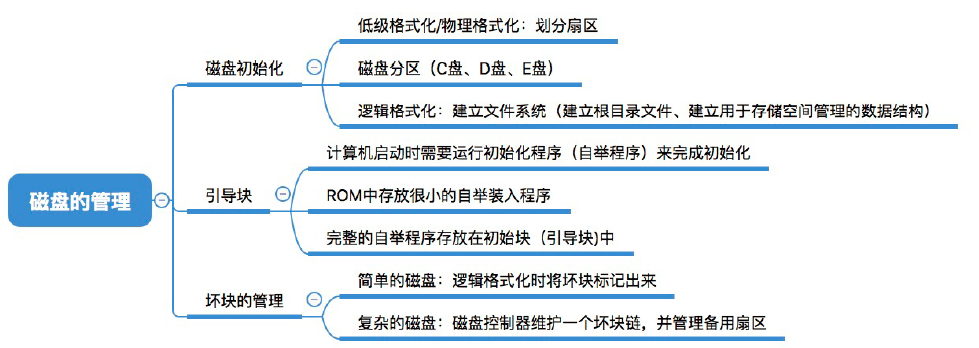 磁盘的管理
磁盘初始化
低级格式化/物理格式化：划分扇区
磁盘分区（C盘、D盘、E盘）
逻辑格式化：建立文件系统（建立根目录文件、建立用于存储空间管理的数据结构）
引导块
计算机启动时需要运行初始化程序（自举程序）来完成初始化
ROM中存放很小的自举装入程序
完整的自举程序存放在初始块（引导块)中
坏块的管理
简单的磁盘：逻辑格式化时将坏块标记出来
复杂的磁盘：磁盘控制器维护一个坏块链，并管理备用扇区